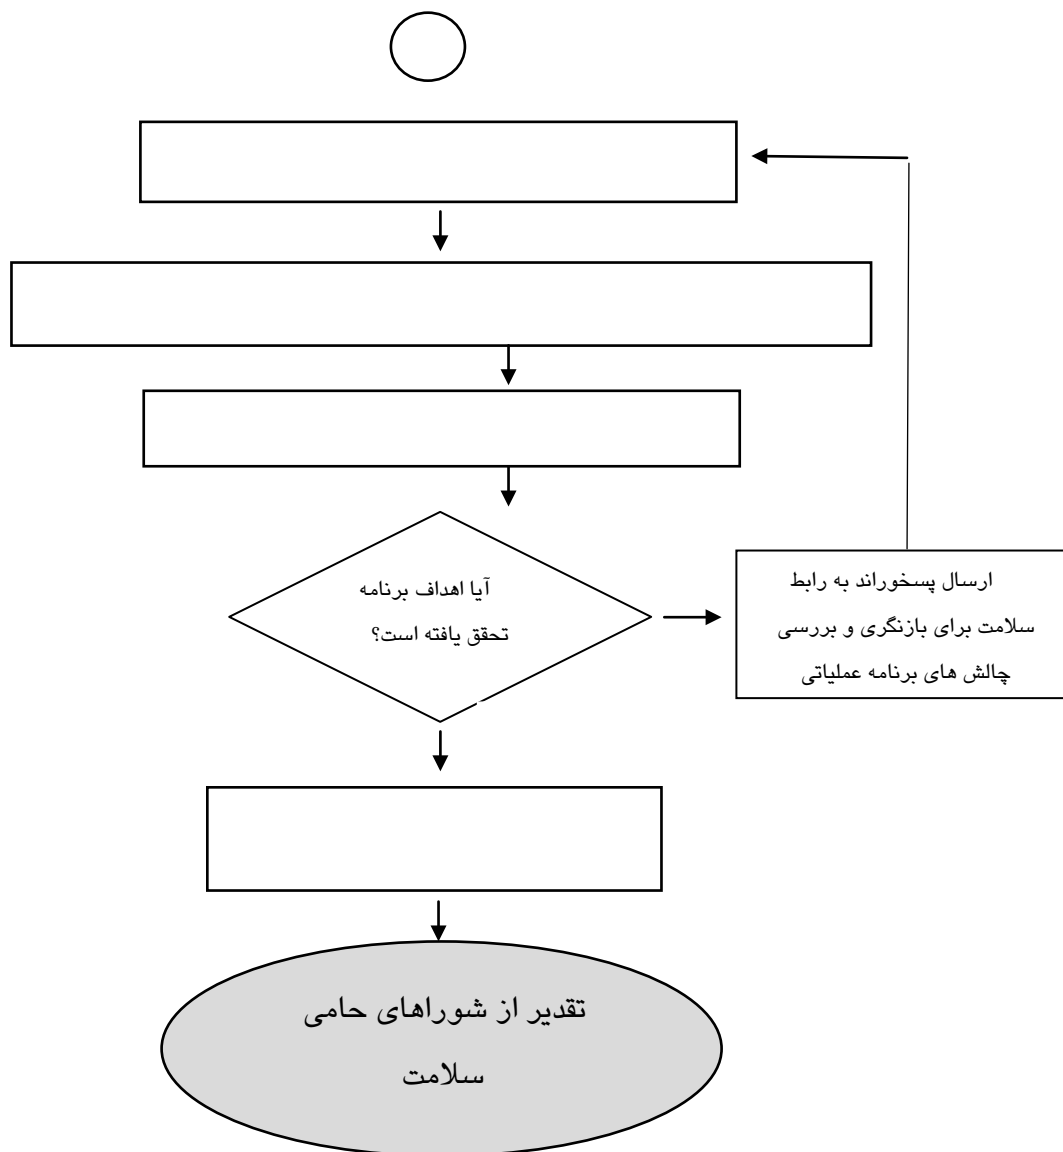 آیا اهداف برنامه
تحقق یافته است؟
ارسال پسخوراند به رابط
سلامت برای بازنگری و بررسی
چالش های برنامه عملیاتی
تقدیر از شوراهای حامی
سلامت